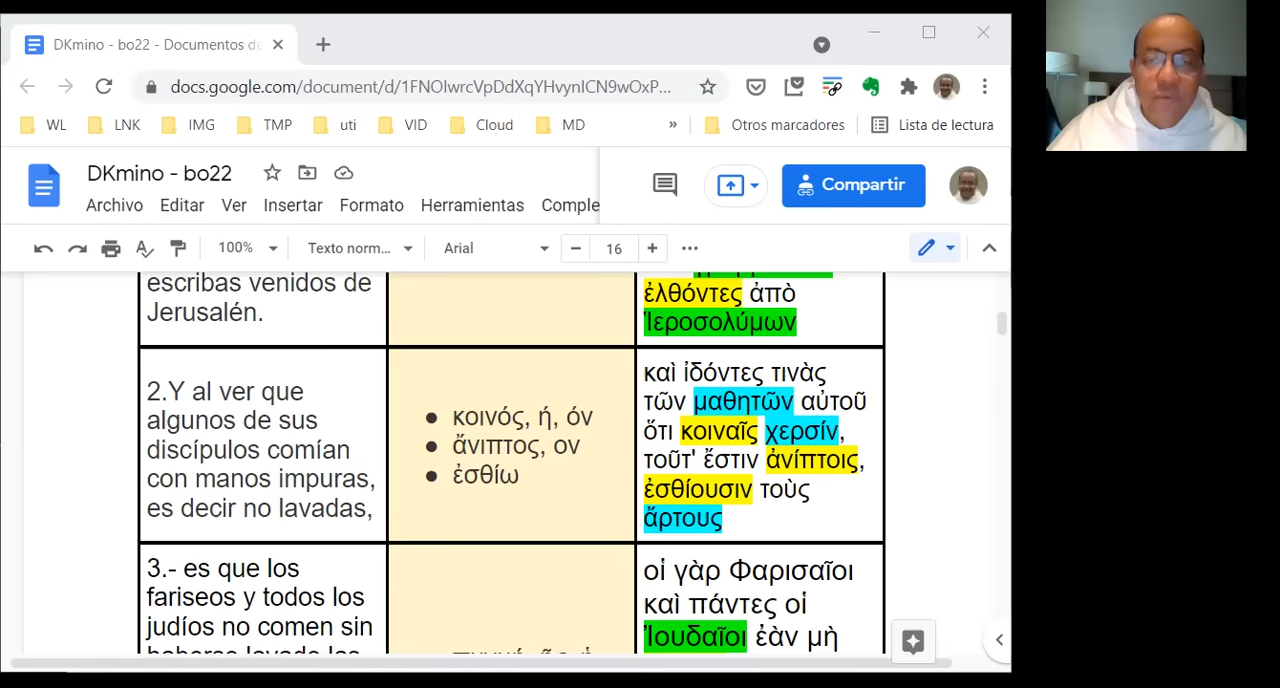 DKmino - bo22 - Documentos de
docs.google.com/document/d/1FNOlwrcVpDdXqYHvynICN9wOxP...
WL LNK IMG TMP uti VID Cloud MD » Otros marcadores Lista de lectura
DKmino - bo22
Compartir
Archivo Editar Ver Insertar Formato Herramientas Comple
100% Texto norm... Arial 16
escribas venidos de
Jerusalén.
ἐλθόντες ἀπὸ
Ἱεροσολύμων
2.Y al ver que
algunos de sus
discípulos comían
con manos impuras,
es decir no lavadas,
κοινός, ή, όν
ἄνιπτος, ον
ἐσθίω
καὶ ἰδόντες τινὰς
τῶν μαθητῶν αὐτοῦ
ὅτι κοιναῖς χερσίν,
τοῦτ' ἔστιν ἀνίπτοις,
ἐσθίουσιν τοὺς
ἄρτους
3.- es que los
fariseos y todos los
judíos no comen sin
οἱ γὰρ Φαρισαῖοι
καὶ πάντες οἱ
Ἰουδαῖοι ἐὰν μὴ